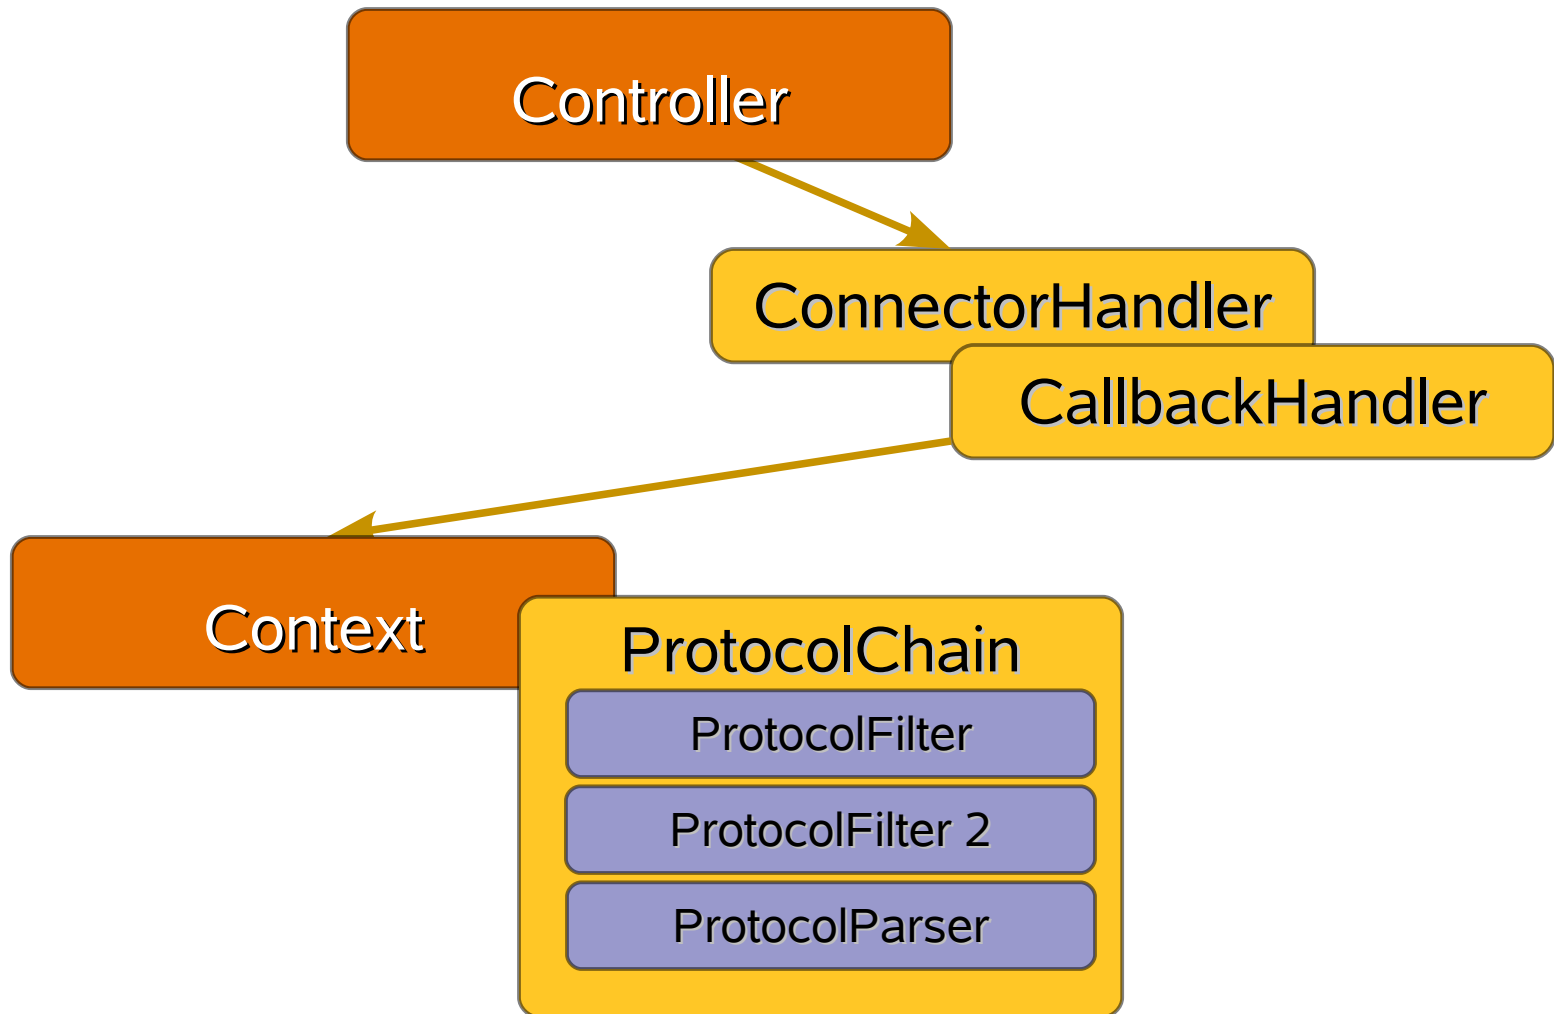 Controller
ConnectorHandler
CallbackHandler
Context
ProtocolChain
ProtocolFilter
ProtocolFilter 2
ProtocolParser